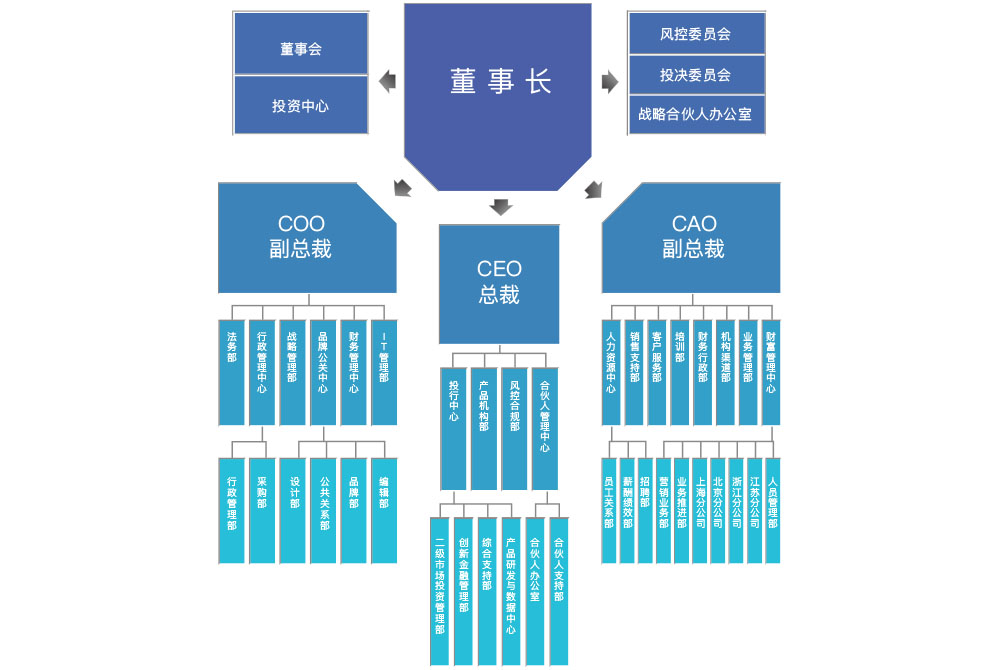 董事会
投资中心
董事长
风控委员会
投决委员会
战略合伙人办公室
COO
副总裁
CEO
总裁
CAO
副总裁
法务部
行政管理中心
战略管理部
品牌公关中心
财务管理中心
IT管理部
行政管理部
采购部
设计部
公共关系部
品牌部
编辑部
投行中心
产品机构部
风控合规部
合伙人管理中心
二级市场投资管理部
创新金融管理部
综合支持部
产品研发与数据中心
合伙人办公室
合伙人支持部
人力资源中心
销售支持部
客户服务部
培训部
财务行政部
机构渠道部
业务管理部
财富管理中心
员工关系部
薪酬绩效部
招聘部
营销业务部
业务推进部
上海分公司
北京分公司
浙江分公司
江苏分公司
人员管理部